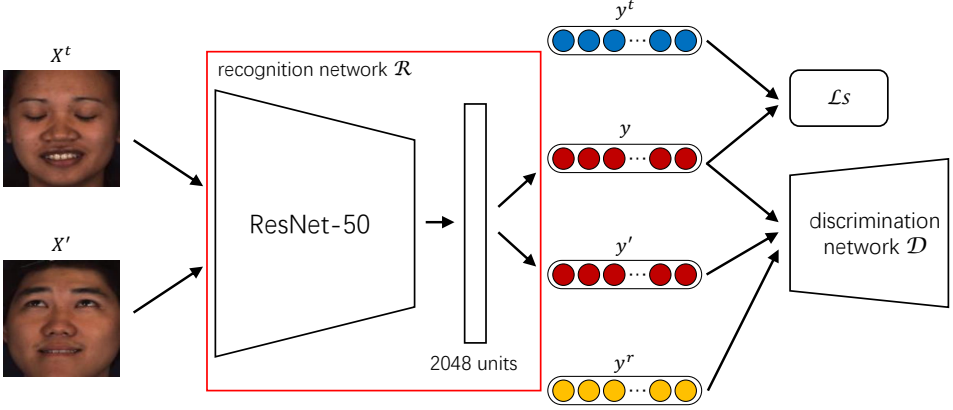 X^t
X′
recognition network ℛ
ResNet-50
2048 units
y^t
y
y′
y^r
ℒs
discrimination
network 𝒟